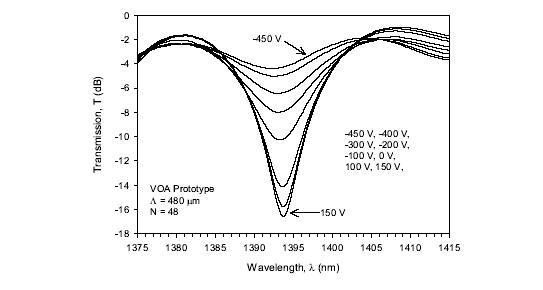 Transmission, T (dB)
0
-2
-4
-6
-8
-10
-12
-14
-16
-18
-450 V
-450 V, -400 V,
-300 V, -200 V,
-100 V, 0 V,
100 V, 150 V,
VOA Prototype
Λ = 480 μm
N = 48
150 V
1375 1380 1385 1390 1395 1400 1405 1410 1415
Wavelength, λ (nm)